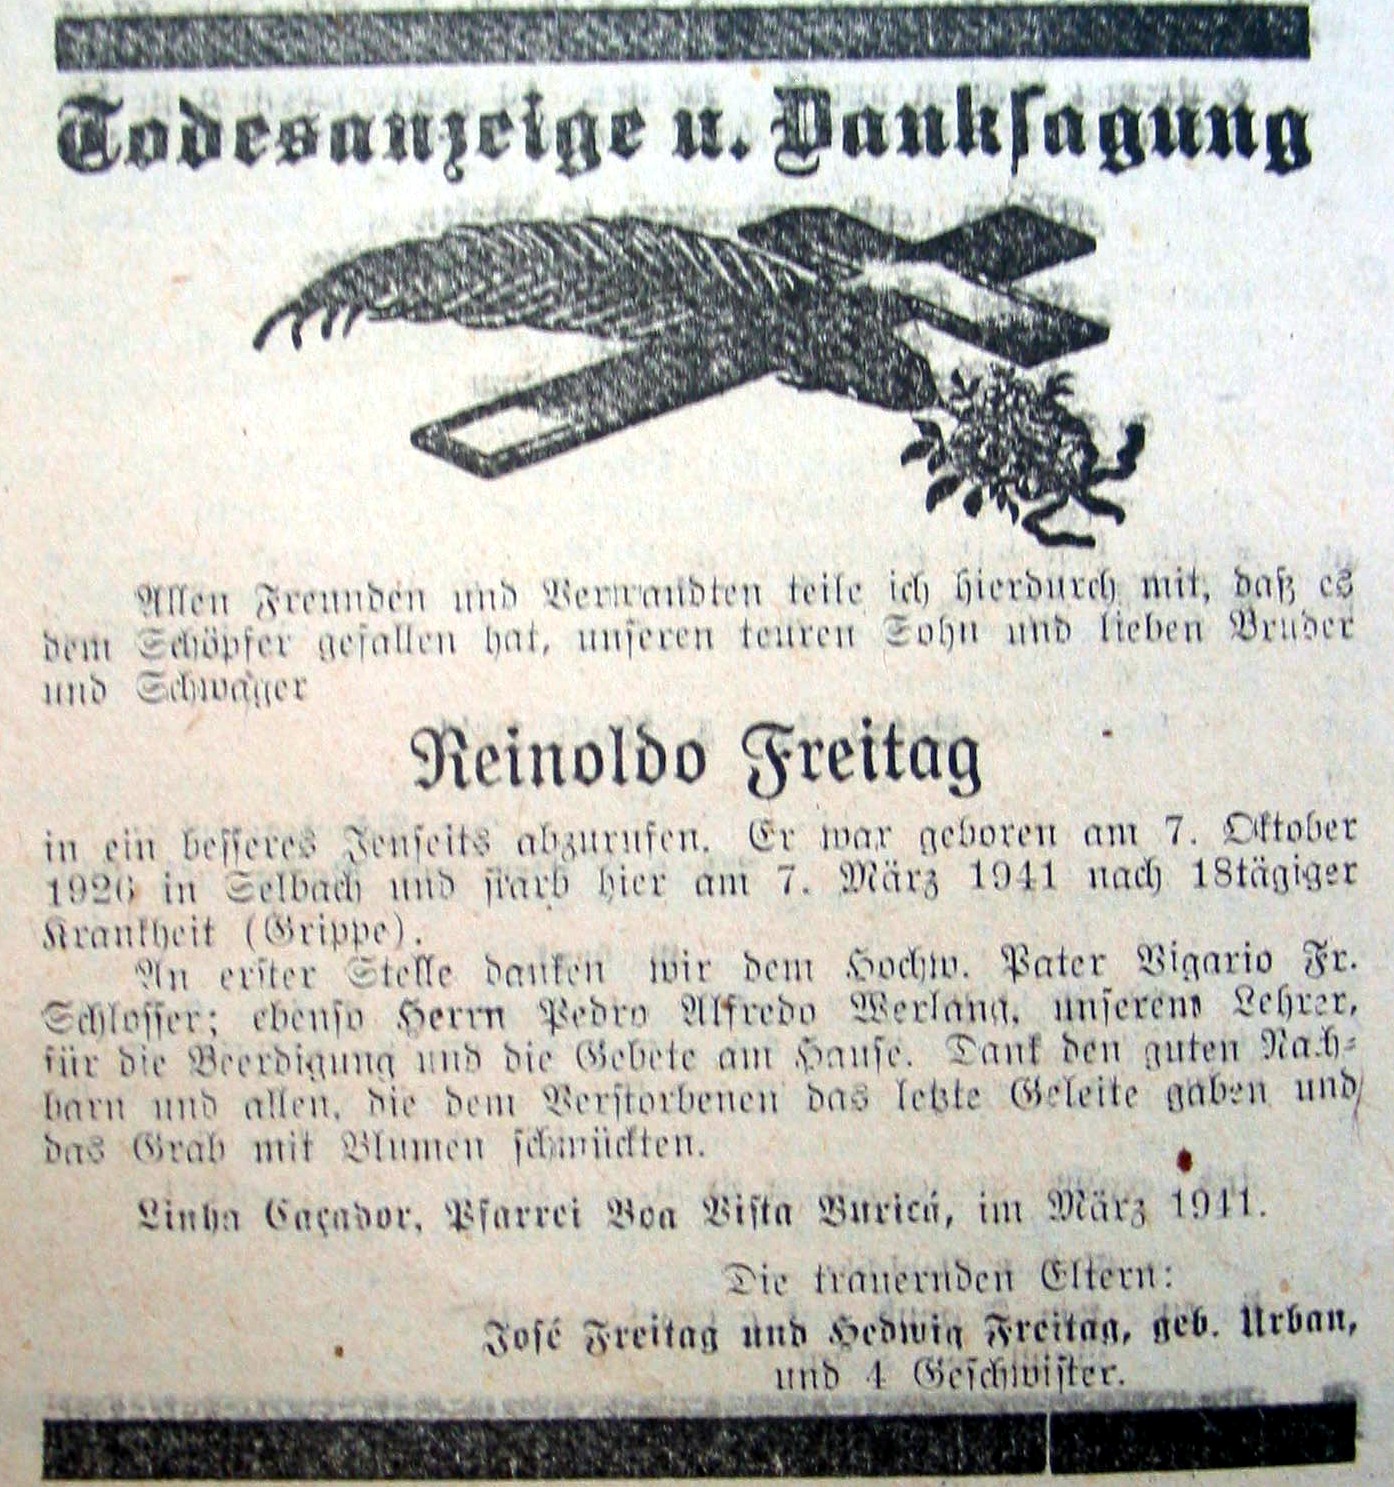 Todesanzeige u. Danksagung
Allen Freunden und Verwandten teile ich hierdurch mit, daß es
dem Schöpfer gefallen hat, unseren teuren Sohn und lieben Bruder
und Schwager
Reinoldo Freitag
in ein besseres Jenseits abzurufen. Er war geboren am 7. Oktober
1926 in Selbach und starb hier am 7. März 1941 nach 18tägiger
Krankheit (Grippe).
An erster Stelle danken wir dem Hochw. Pater Vigario Fr.
Schlosser; ebenso Herrn Pedro Alfredo Werlang, unserem Lehrer,
für die Beerdigung und die Gebete am Hause. Dank den guten Nach-
barn und allen, die dem Verstorbenen das letzte Geleite gaben und
das Grab mit Blumen schmückten.
Linha Caçador, Pfarrei Boa Vista Buricá, im März 1941.
Die trauernden Eltern:
José Freitag und Hedwig Freitag, geb. Urban,
und 4 Geschwister.